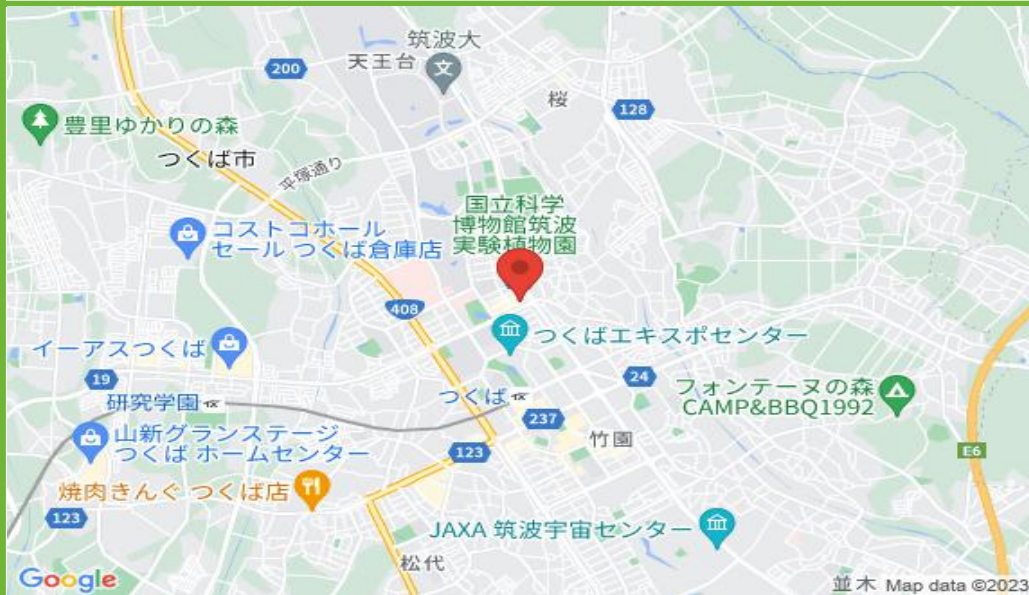 筑波大
天王台
200
桜
128
豊里ゆかりの森
つくば市
平塚通り
国立科学
博物館筑波
実験植物園
コストコホール
セール つくば倉庫店
408
つくばエキスポセンター
イーアスつくば
19
24
フォンテーヌの森
CAMP&BBQ1992
研究学園
つくば
237
山新グランステージ
つくば ホームセンター
竹園
123
E6
焼肉きんぐ つくば店
123
JAXA 筑波宇宙センター
松代
Google
並木
Map data ©2023